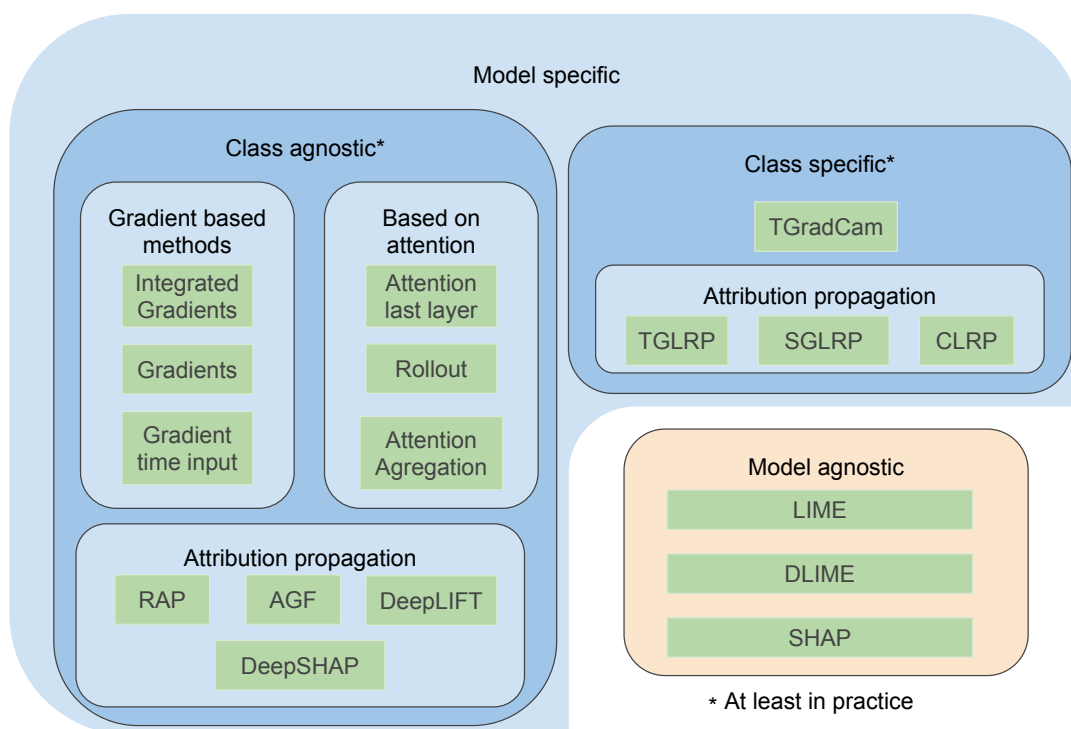 Model specific
Class agnostic*
Gradient based
methods
Integrated
Gradients
Gradients
Gradient
time input
Based on
attention
Attention
last layer
Rollout
Attention
Agregation
Attribution propagation
RAP
AGF
DeepLIFT
DeepSHAP
Class specific*
TGradCam
Attribution propagation
TGLRP
SGLRP
CLRP
Model agnostic
LIME
DLIME
SHAP
* At least in practice